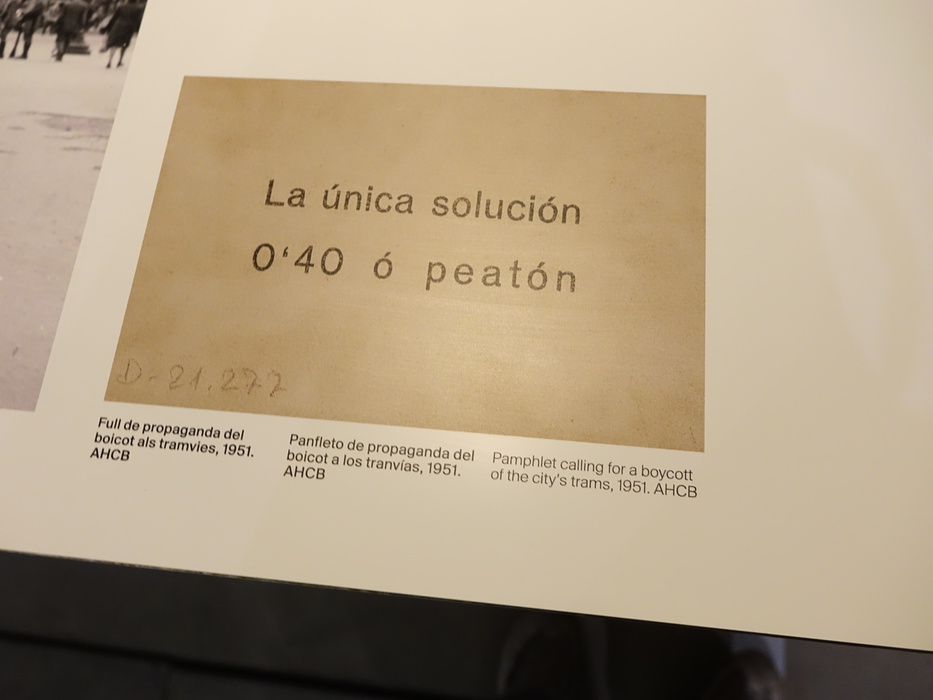 La única solución
0‘40 ó peatón
D-21.277
Full de propaganda del
boicot als tramvies, 1951.
AHCB
Panfleto de propaganda del
boicot a los tranvías, 1951.
AHCB
Pamphlet calling for a boycott
of the city's trams, 1951. AHCB